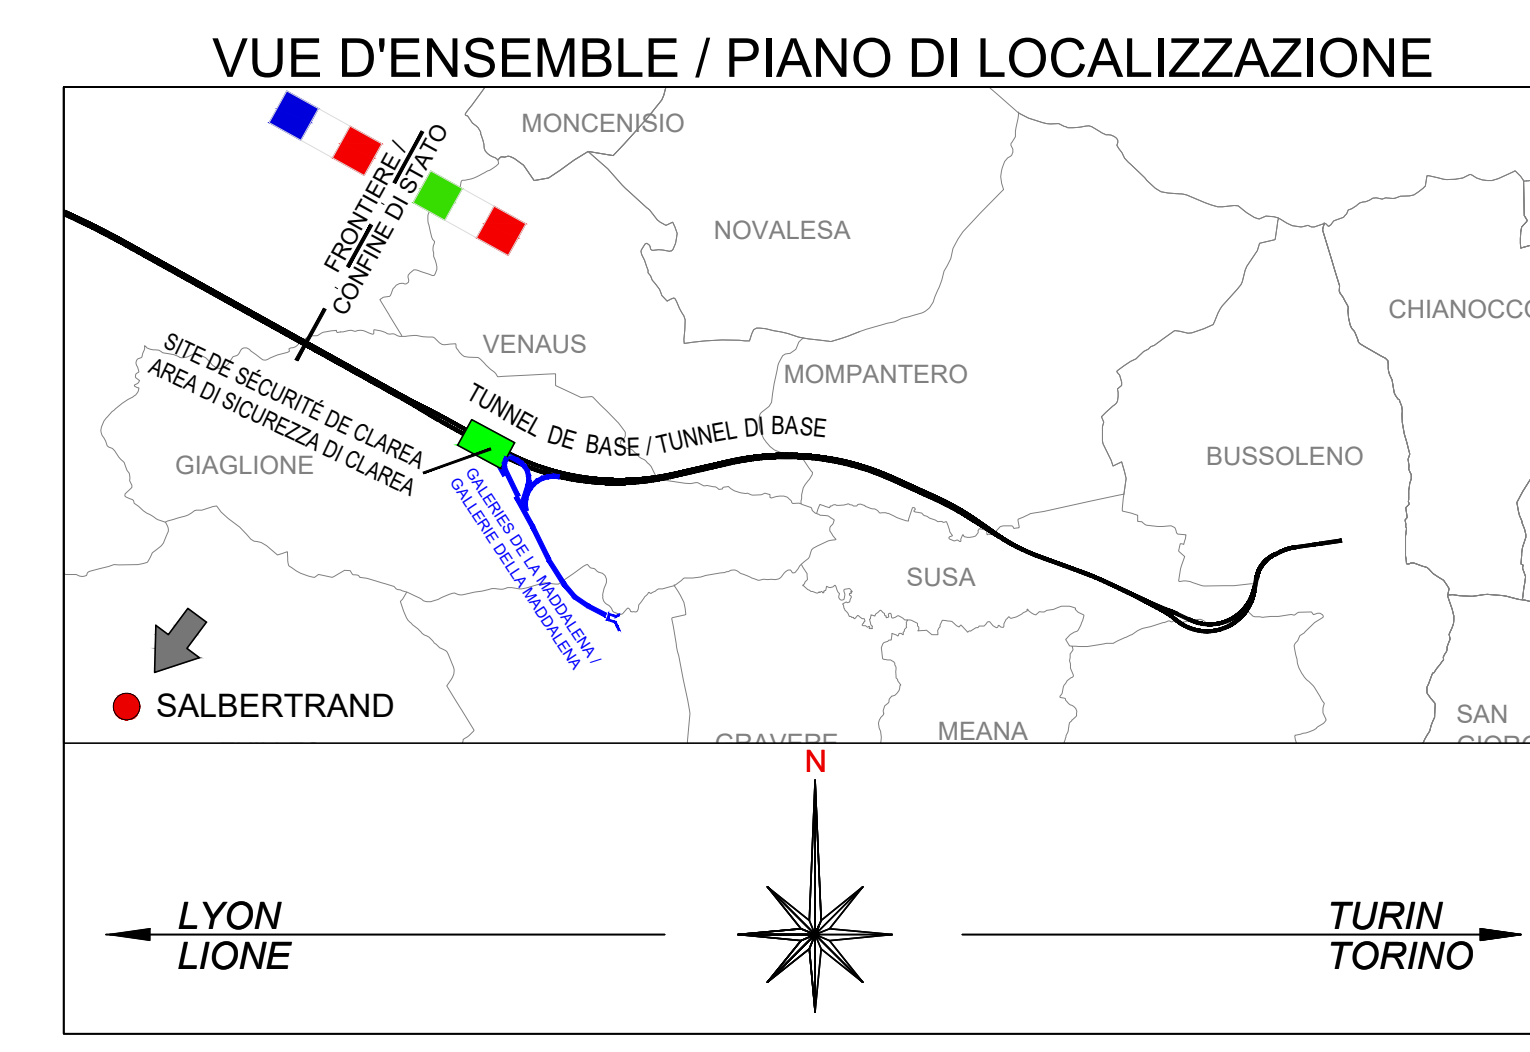 VUE D'ENSEMBLE / PIANO DI LOCALIZZAZIONE
MONCENISIO
FRONTIERE /
CONFINE DI STATO
NOVALESA
CHIANOCCO
VENAUS
SITE DE SÉCURITÉ DE CLAREA
AREA DI SICUREZZA DI CLAREA
MOMPANTERO
TUNNEL DE BASE / TUNNEL DI BASE
GIAGLIONE
BUSSOLENO
GALERIES DE LA MADDALENA /
GALLERIE DELLA MADDALENA
SUSA
SALBERTRAND
GRAVERE
MEANA
SAN
N
LYON
LIONE
TURIN
TORINO